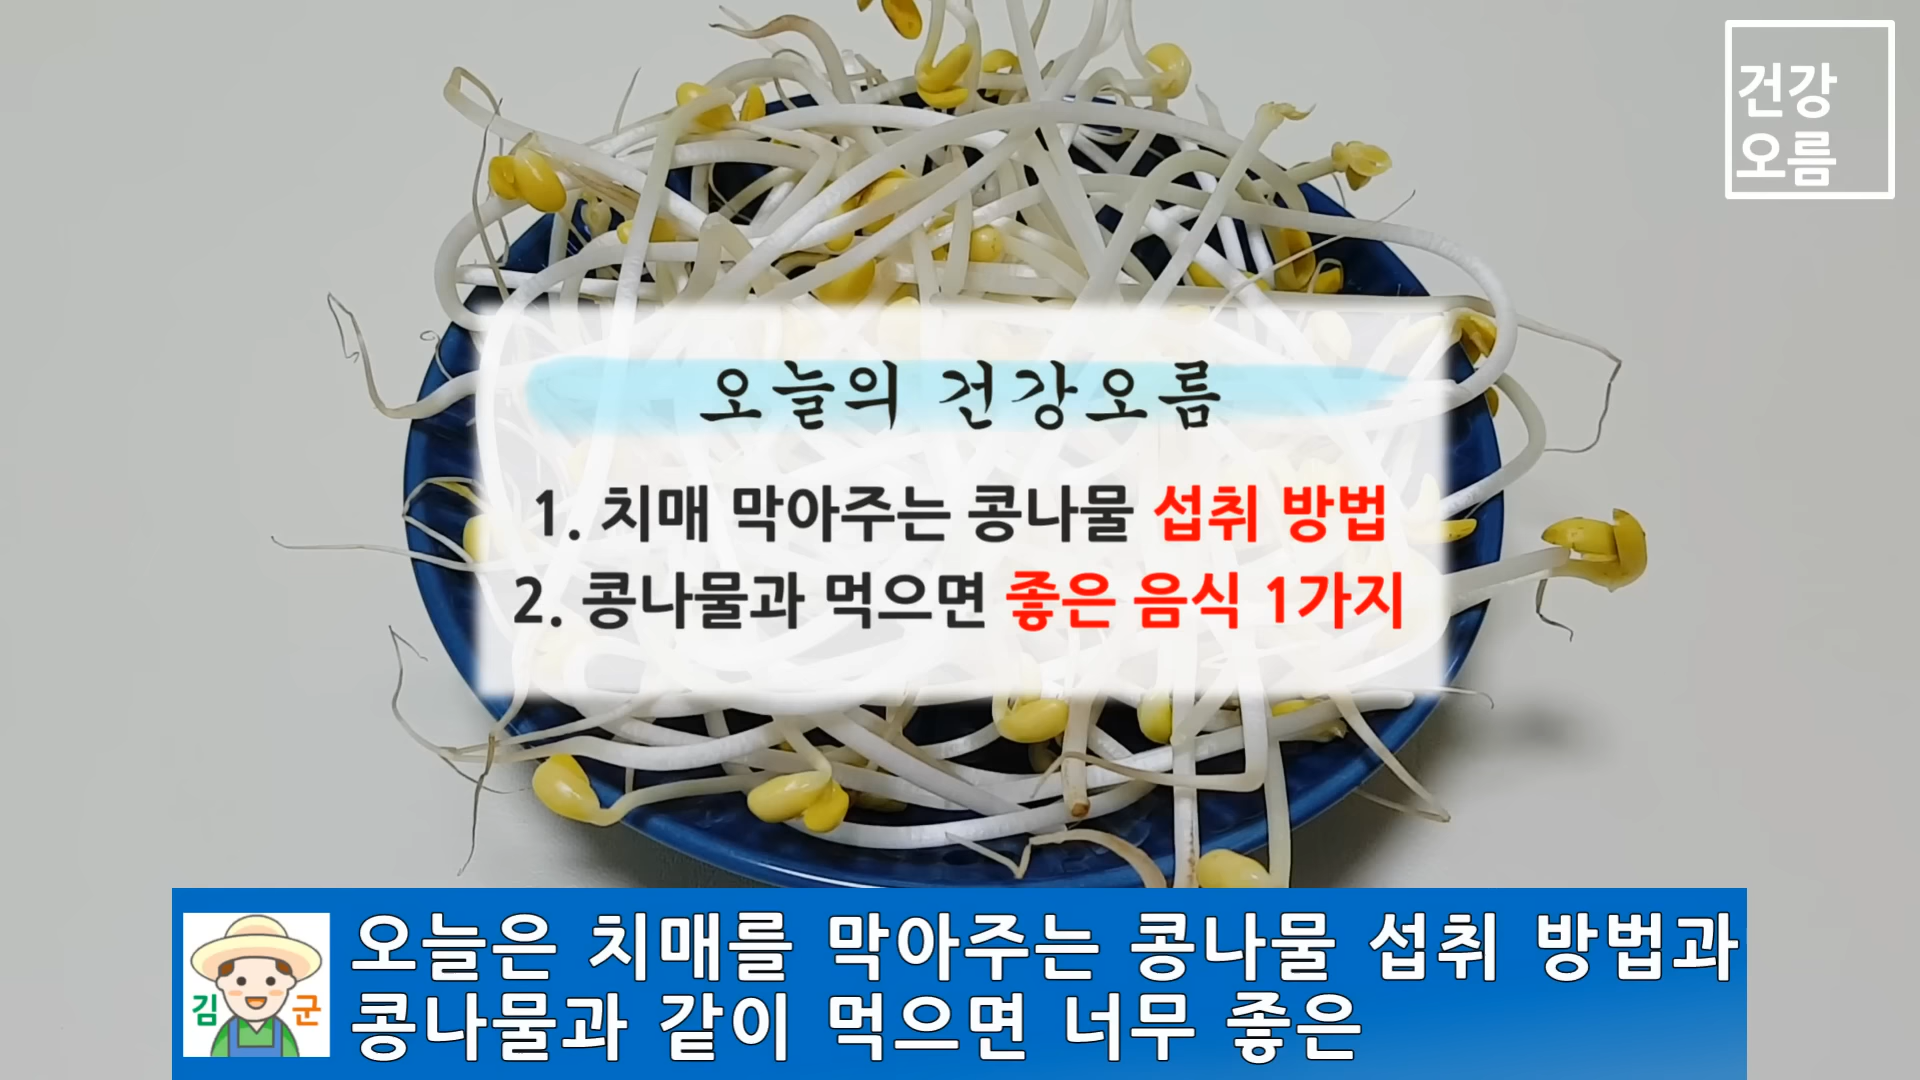 건강
오름
오늘의 건강오름
1. 치매 막아주는 콩나물 섭취 방법
2. 콩나물과 먹으면 좋은 음식 1가지
김 군
오늘은 치매를 막아주는 콩나물 섭취 방법과
콩나물과 같이 먹으면 너무 좋은